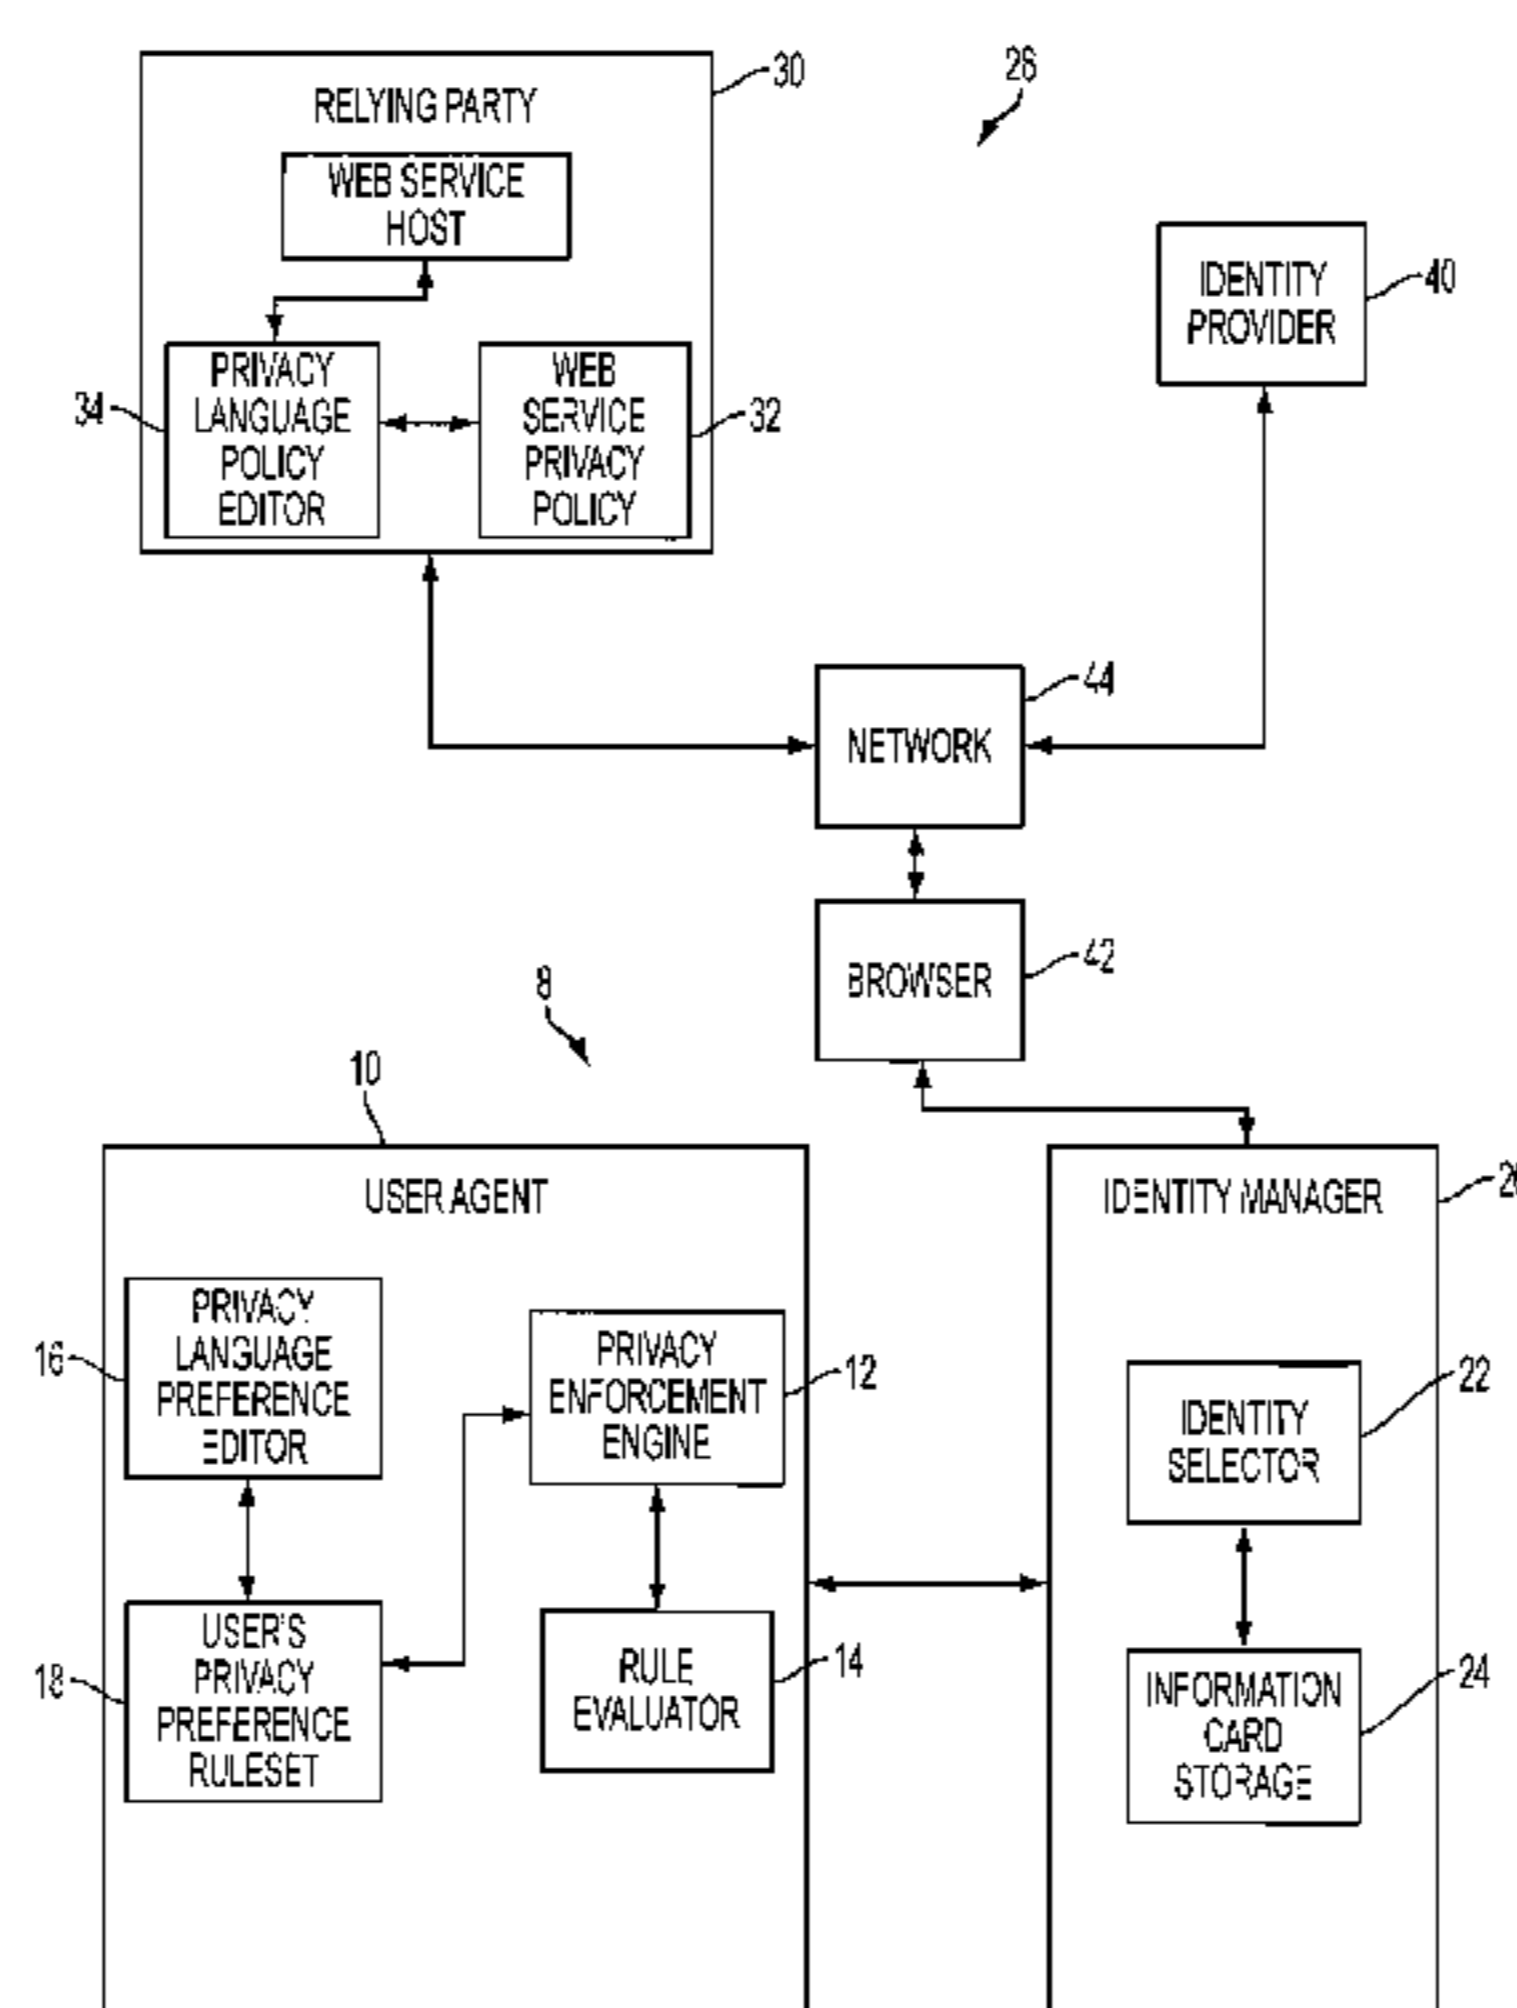 30
26
RELYING PARTY
WEB SERVICE
HOST
IDENTITY
PROVIDER
40
34
PRIVACY
LANGUAGE
POLICY
EDITOR
WEB
SERVICE
PRIVACY
POLICY
32
44
NETWORK
42
BROWSER
8
10
USER AGENT
IDENTITY MANAGER
16
PRIVACY
LANGUAGE
PREFERENCE
EDITOR
PRIVACY
ENFORCEMENT
ENGINE
12
22
IDENTITY
SELECTOR
18
USER'S
PRIVACY
PREFERENCE
RULESET
RULE
EVALUATOR
14
INFORMATION
CARD
STORAGE
24